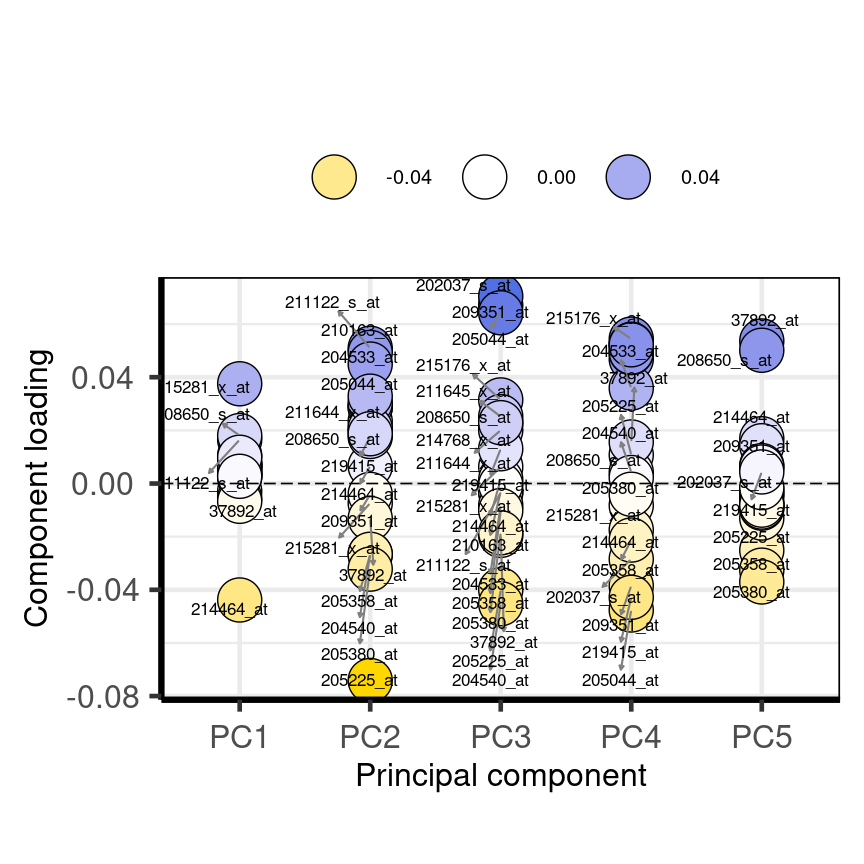 -0.04 0.00 0.04
Component loading
0.04
0.00
-0.04
-0.08
15281_x_at
08650_s_at
11122_s_at
37892_at
214464_at
211122_s_at
210163_at
204533_at
205044_at
211644_x_at
208650_s_at
219415_at
214464_at
209351_at
215281_x_at
37892_at
205358_at
204540_at
205380_at
205225_at
202037_s_at
209351_at
205044_at
215176_x_at
211645_x_at
208650_s_at
214768_x_at
211644_x_at
219415_at
215281_x_at
214464_at
210163_at
211122_s_at
204533_at
205358_at
205380_at
37892_at
205225_at
204540_at
215176_x_at
204533_at
37892_at
205225_at
204540_at
208650_s_at
205380_at
215281_x_at
214464_at
205358_at
202037_s_at
209351_at
219415_at
205044_at
37892_at
208650_s_at
214464_at
209351_at
202037_s_at
219415_at
205225_at
205358_at
205380_at
PC1 PC2 PC3 PC4 PC5
Principal component